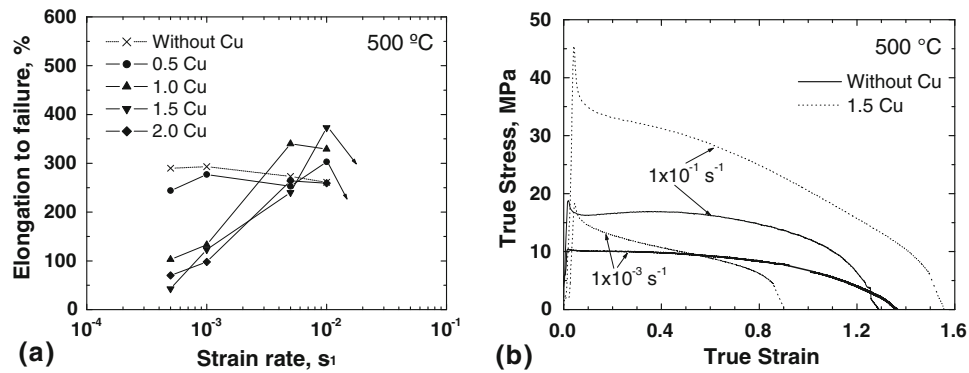 600
500
400
300
200
100
0
10⁻⁴
10⁻³
10⁻²
10⁻¹
Elongation to failure, %
Strain rate, s1
500 ºC
Without Cu
0.5 Cu
1.0 Cu
1.5 Cu
2.0 Cu
(a)
50
40
30
20
10
0
0.0
0.4
0.8
1.2
1.6
True Stress, MPa
True Strain
500 °C
Without Cu
1.5 Cu
1x10⁻¹ s⁻¹
1x10⁻³ s⁻¹
(b)